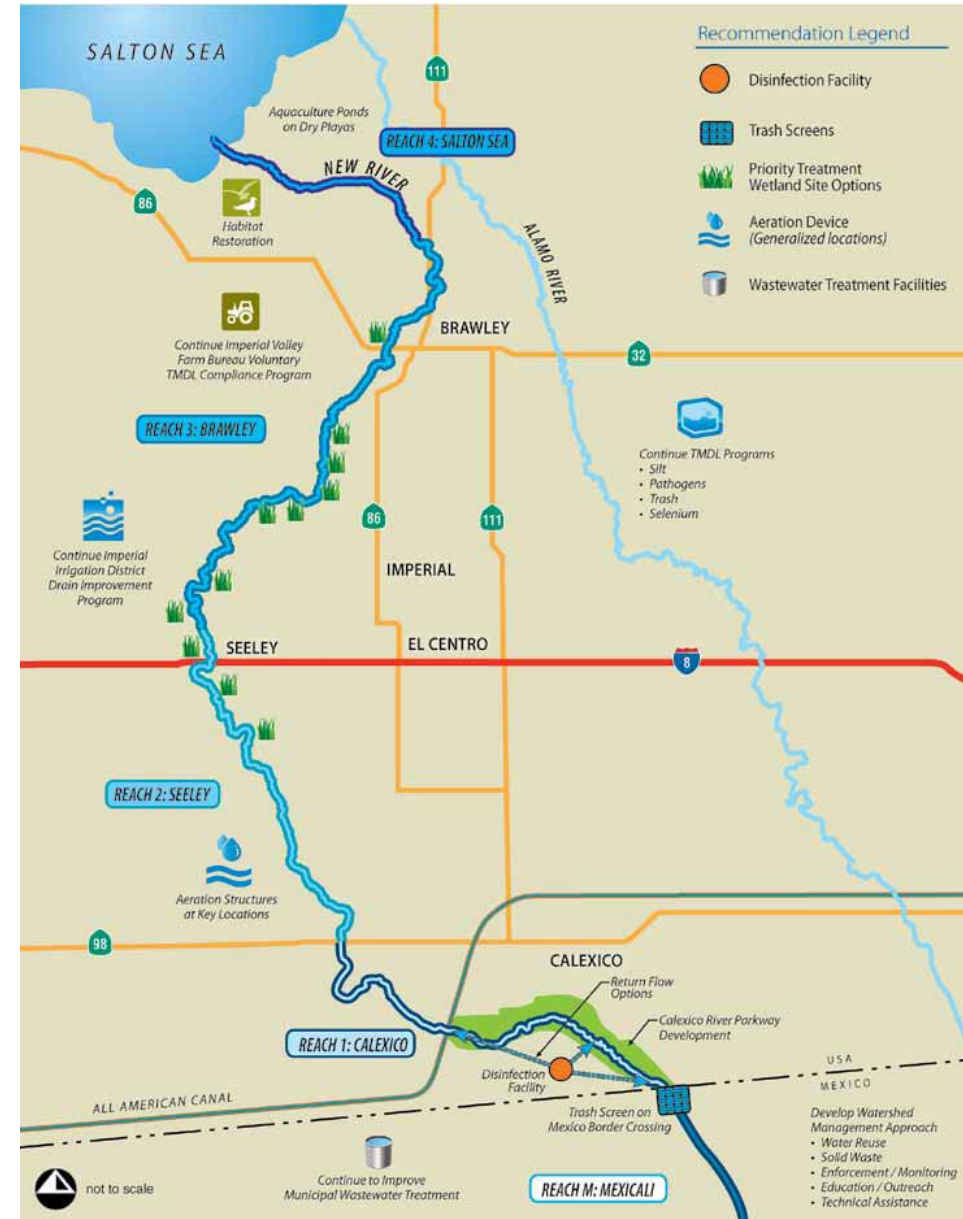 SALTON SEA
Recommendation Legend
Disinfection Facility
Trash Screens
Priority Treatment
Wetland Site Options
Aeration Device
(Generalized locations)
Wastewater Treatment Facilities
111
Aquaculture Ponds
on Dry Playas
REACH 4: SALTON SEA
NEW RIVER
86
Habitat
Restoration
ALAMO RIVER
BRAWLEY
32
Continue Imperial Valley
Farm Bureau Voluntary
TMDL Compliance Program
REACH 3: BRAWLEY
Continue TMDL Programs
• Silt
• Pathogens
• Trash
• Selenium
86
111
Continue Imperial
Irrigation District
Drain Improvement
Program
IMPERIAL
SEELEY
EL CENTRO
8
REACH 2: SEELEY
Aeration Structures
at Key Locations
98
CALEXICO
Return Flow
Options
Calexico River Parkway
Development
REACH 1: CALEXICO
Disinfection
Facility
USA
MEXICO
ALL AMERICAN CANAL
Trash Screen on
Mexico Border Crossing
Develop Watershed
Management Approach
• Water Reuse
• Solid Waste
• Enforcement / Monitoring
• Education / Outreach
• Technical Assistance
not to scale
Continue to Improve
Municipal Wastewater Treatment
REACH M: MEXICALI